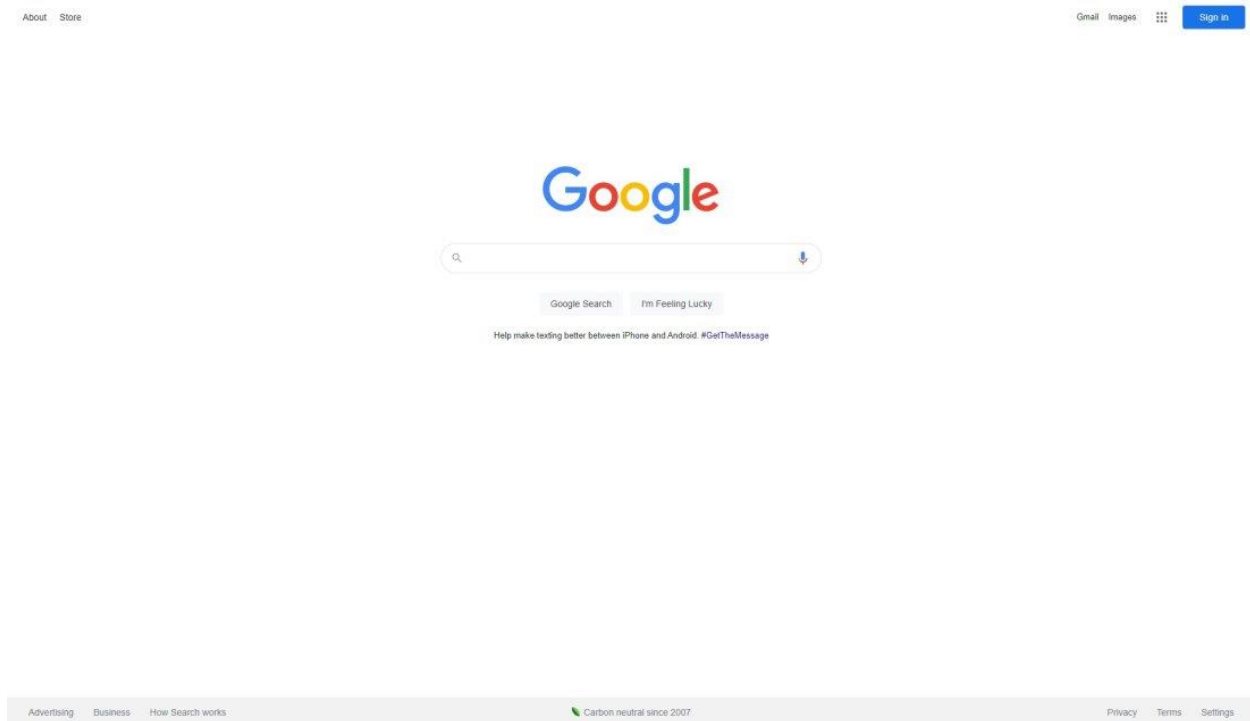 About Store
Gmail Images Sign in
Google
Google Search I'm Feeling Lucky
Help make texting better between iPhone and Android. #GetTheMessage
Advertising Business How Search works Carbon neutral since 2007 Privacy Terms Settings